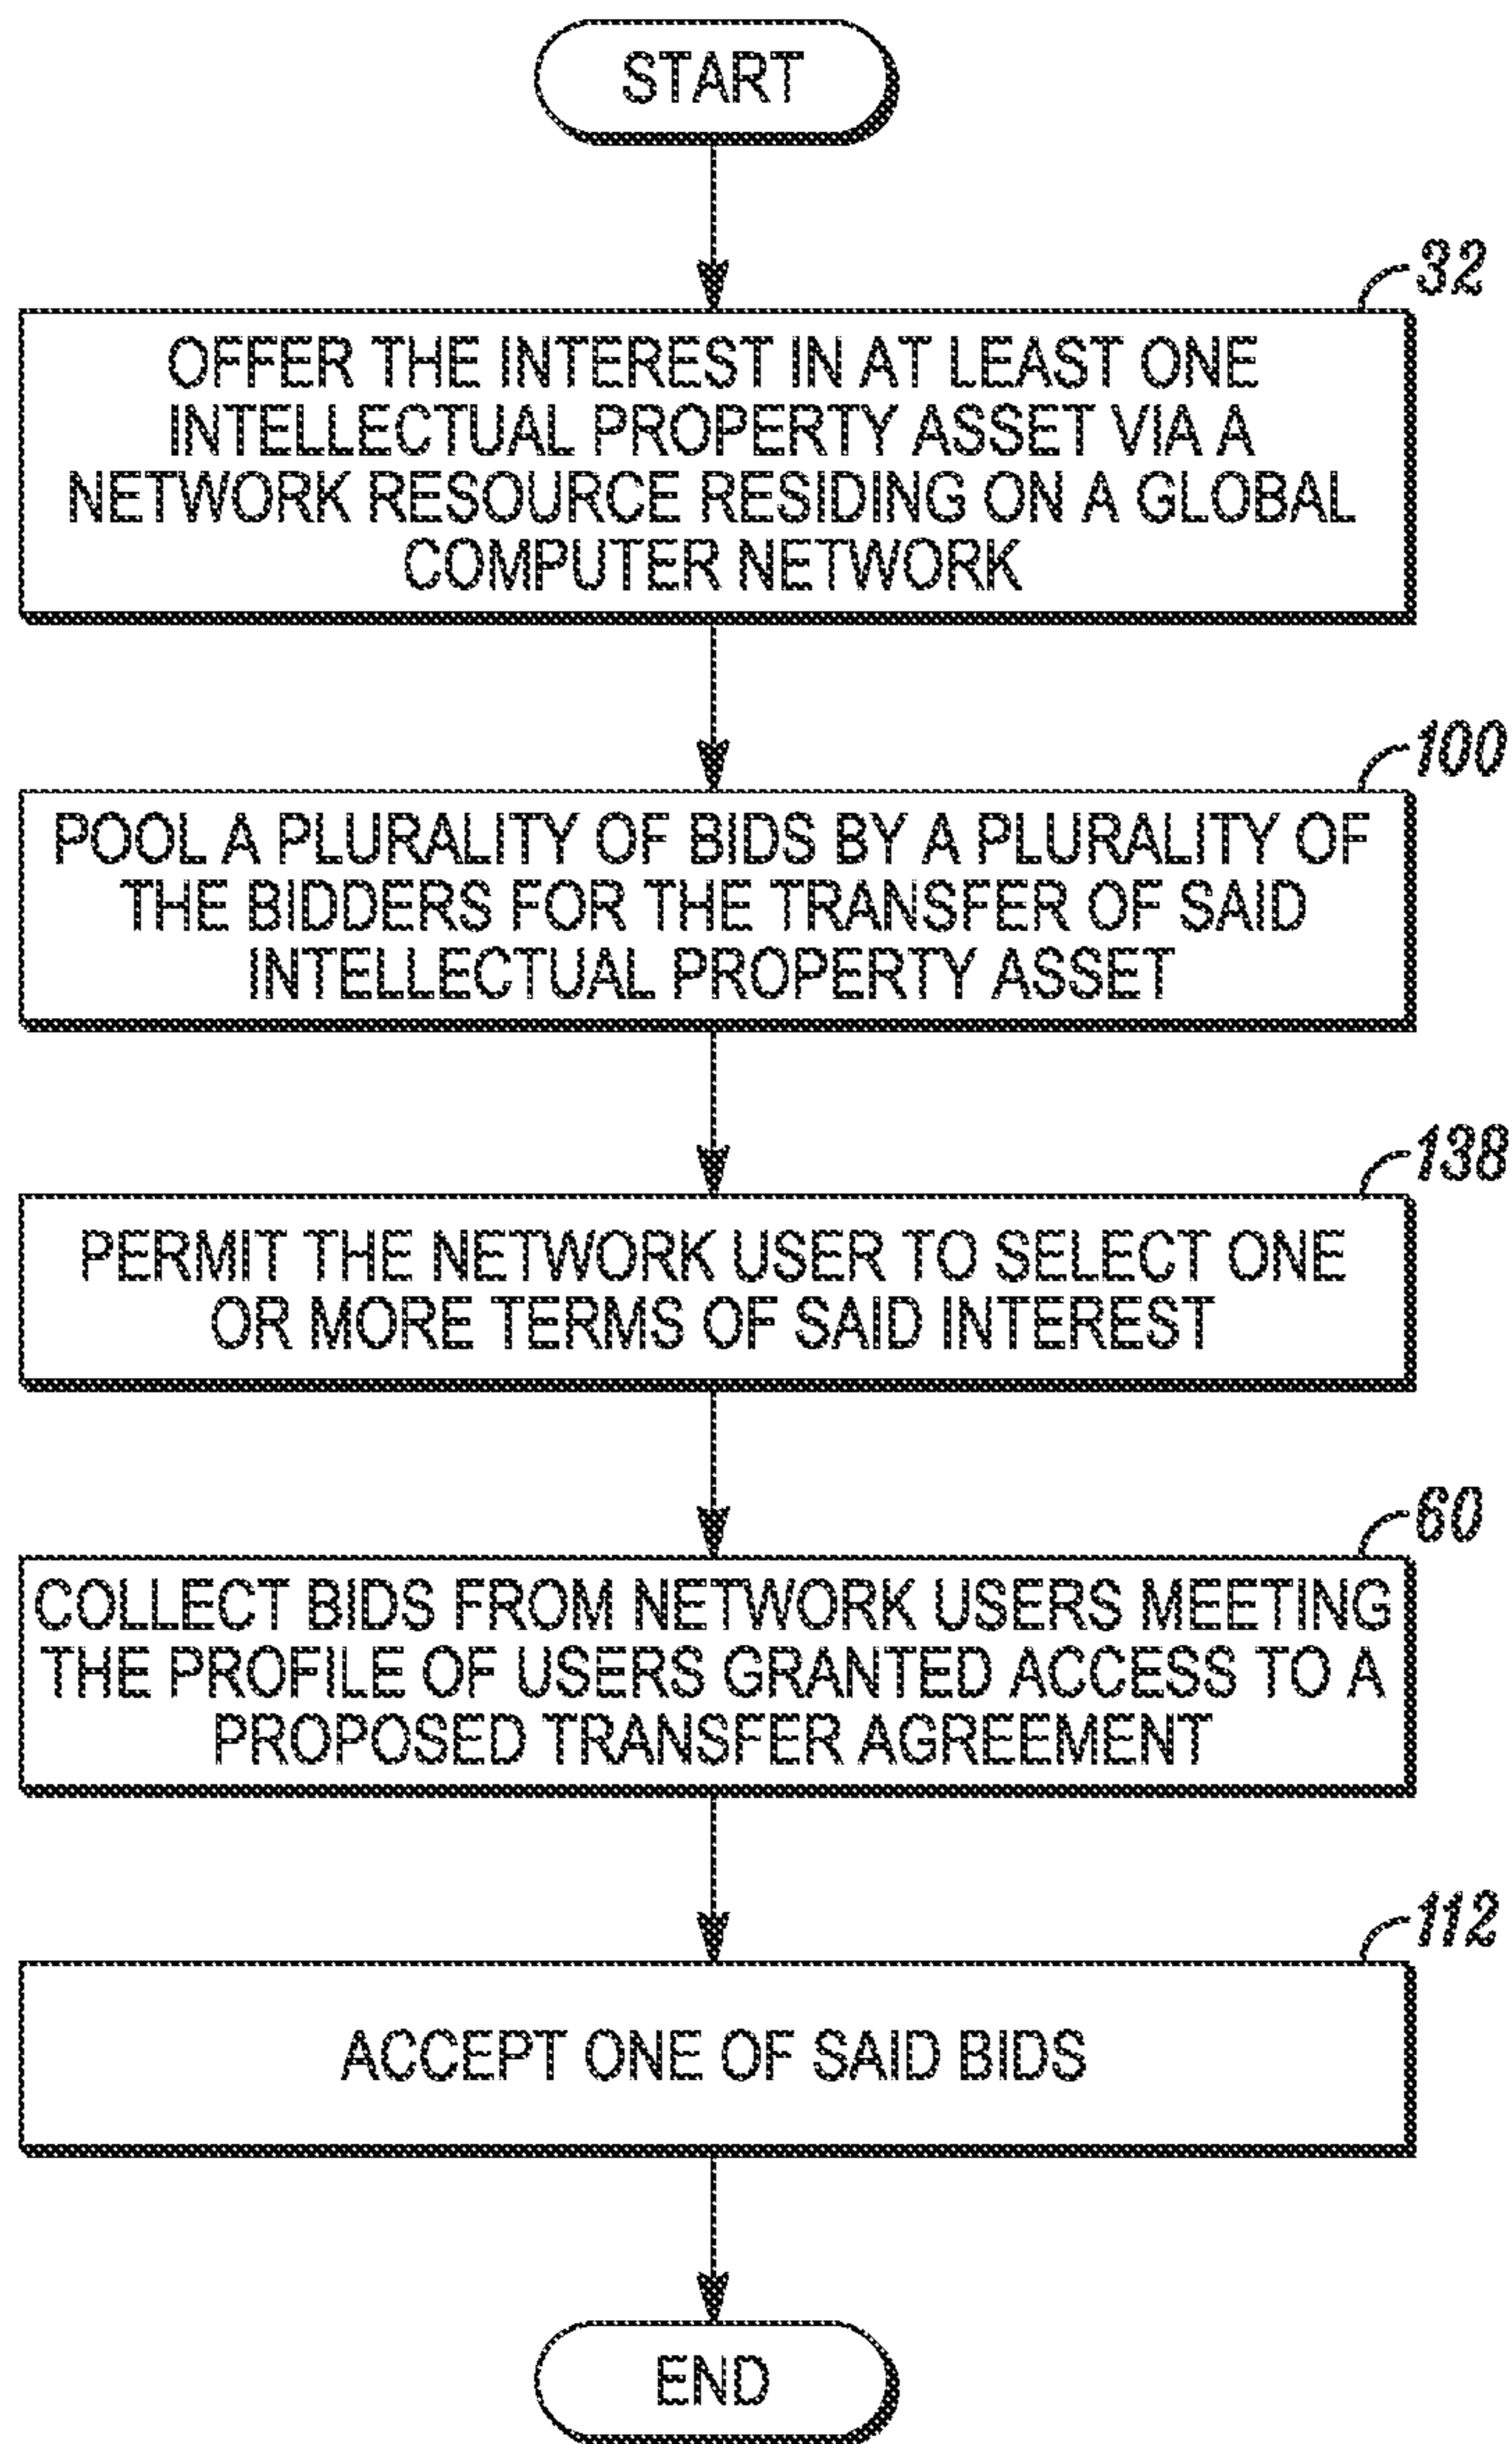 START
32
OFFER THE INTEREST IN AT LEAST ONE
INTELLECTUAL PROPERTY ASSET VIA A
NETWORK RESOURCE RESIDING ON A GLOBAL
COMPUTER NETWORK
100
POOL A PLURALITY OF BIDS BY A PLURALITY OF
THE BIDDERS FOR THE TRANSFER OF SAID
INTELLECTUAL PROPERTY ASSET
138
PERMIT THE NETWORK USER TO SELECT ONE
OR MORE TERMS OF SAID INTEREST
60
COLLECT BIDS FROM NETWORK USERS MEETING
THE PROFILE OF USERS GRANTED ACCESS TO A
PROPOSED TRANSFER AGREEMENT
112
ACCEPT ONE OF SAID BIDS
END